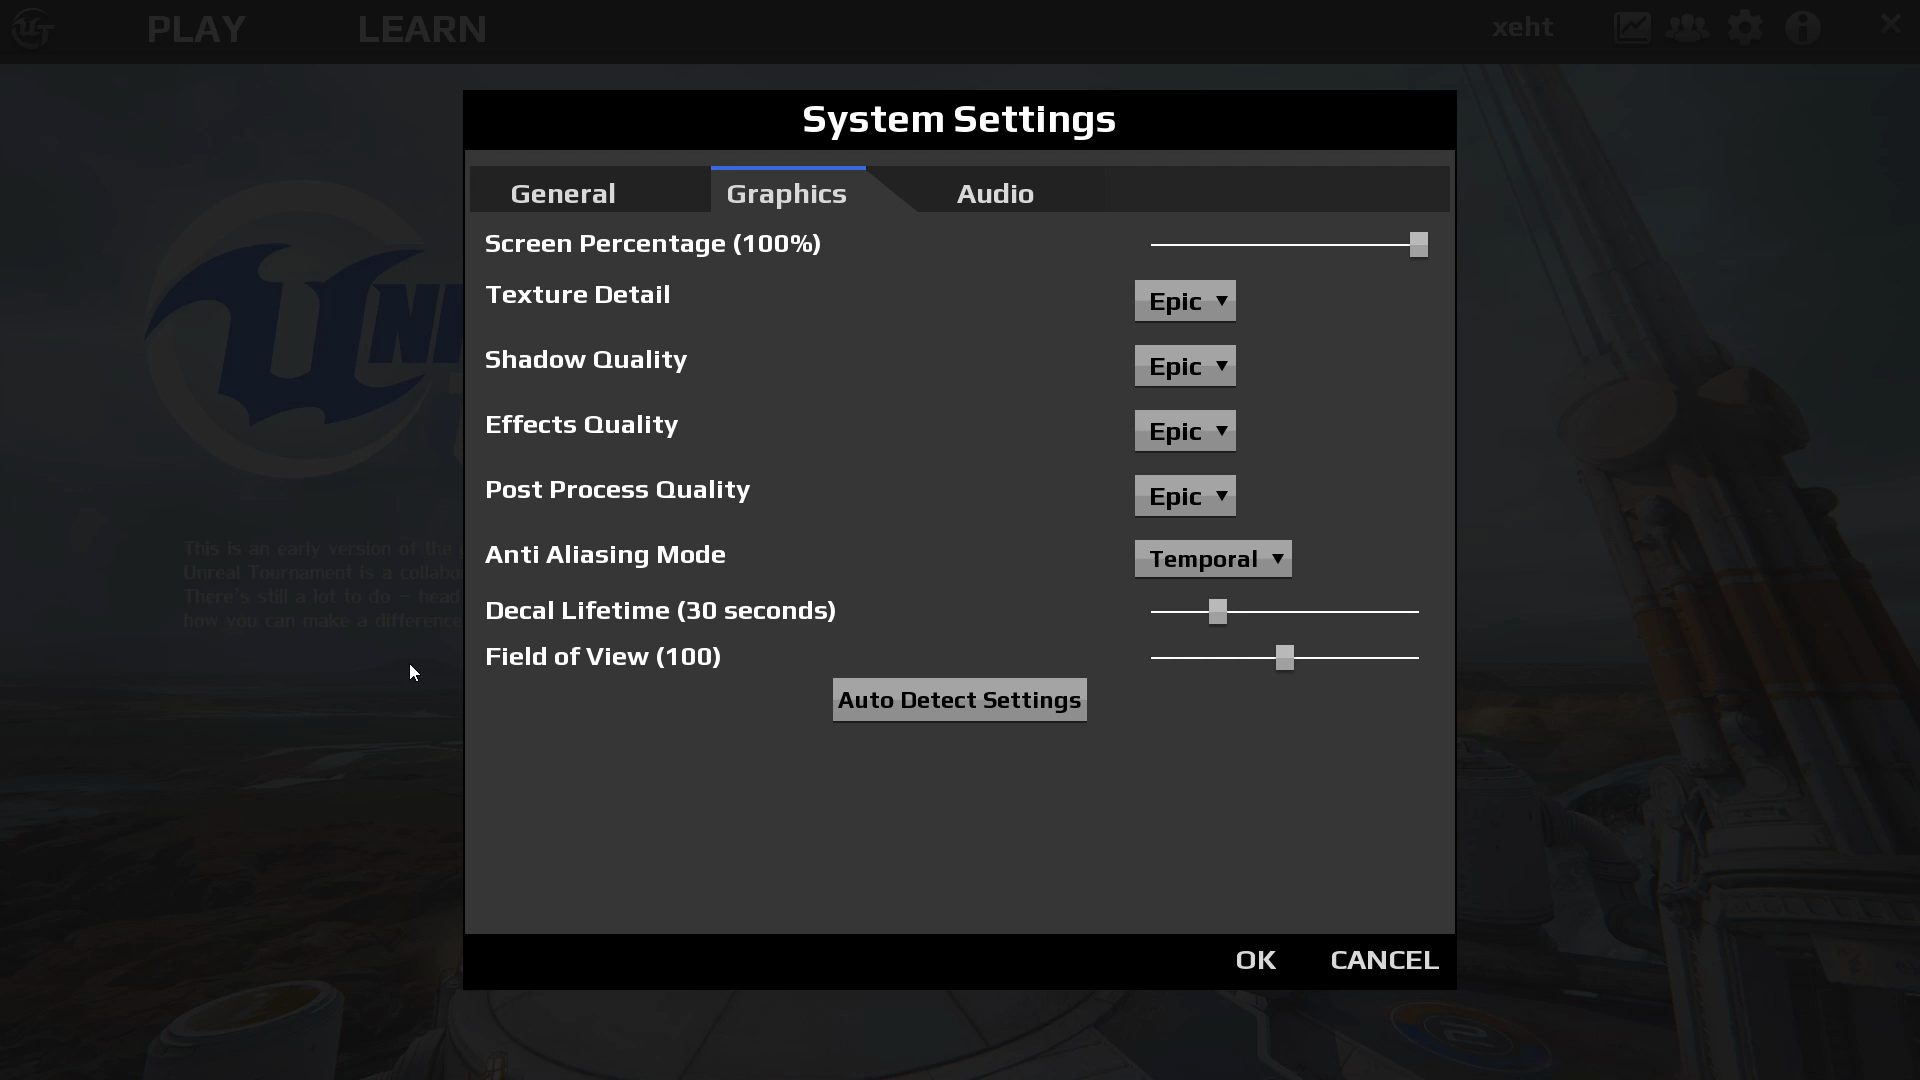 PLAY LEARN xeht
System Settings
General Graphics Audio
Screen Percentage (100%)
Texture Detail Epic
Shadow Quality Epic
Effects Quality Epic
Post Process Quality Epic
Anti Aliasing Mode Temporal
Decal Lifetime (30 seconds)
Field of View (100)
Auto Detect Settings
This is an early version of the
Unreal Tournament is a
There's still a lot to do - head
how you can make a difference
OK CANCEL